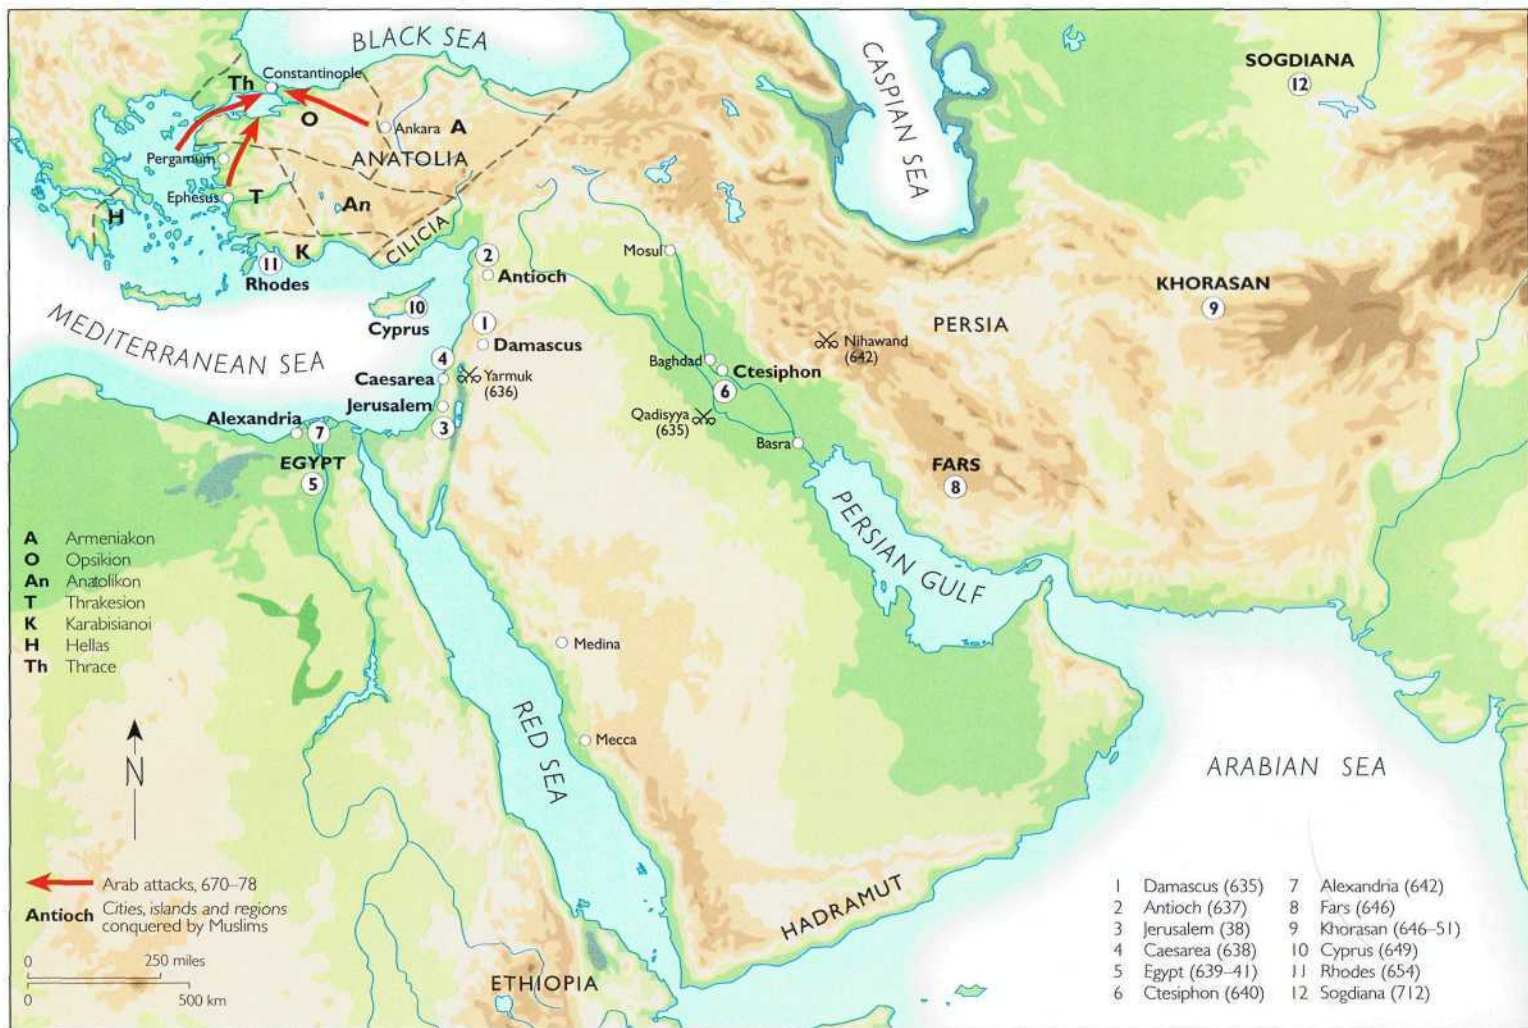 BLACK SEA
CASPIAN SEA
SOGDIANA
12
Th
Constantinople
O
Ankara
A
ANATOLIA
Pergamum
Ephesus
T
An
H
K
CILICIA
11
Rhodes
2
Antioch
Mosul
KHORASAN
9
10
Cyprus
1
Damascus
PERSIA
Nihawand
(642)
MEDITERRANEAN SEA
4
Caesarea
Yarmuk
(636)
Baghdad
Ctesiphon
6
Jerusalem
3
Alexandria
7
Qadisyya
(635)
Basra
EGYPT
5
FARS
8
PERSIAN GULF
A Armeniakon
O Opsikion
An Anatolikon
T Thrakesion
K Karabisianoi
H Hellas
Th Thrace
Medina
RED SEA
Mecca
N
ARABIAN SEA
HADRAMUT
ETHIOPIA
Arab attacks, 670–78
Antioch Cities, islands and regions
conquered by Muslims
0 250 miles
0 500 km
1 Damascus (635)
2 Antioch (637)
3 Jerusalem (38)
4 Caesarea (638)
5 Egypt (639–41)
6 Ctesiphon (640)
7 Alexandria (642)
8 Fars (646)
9 Khorasan (646–51)
10 Cyprus (649)
11 Rhodes (654)
12 Sogdiana (712)